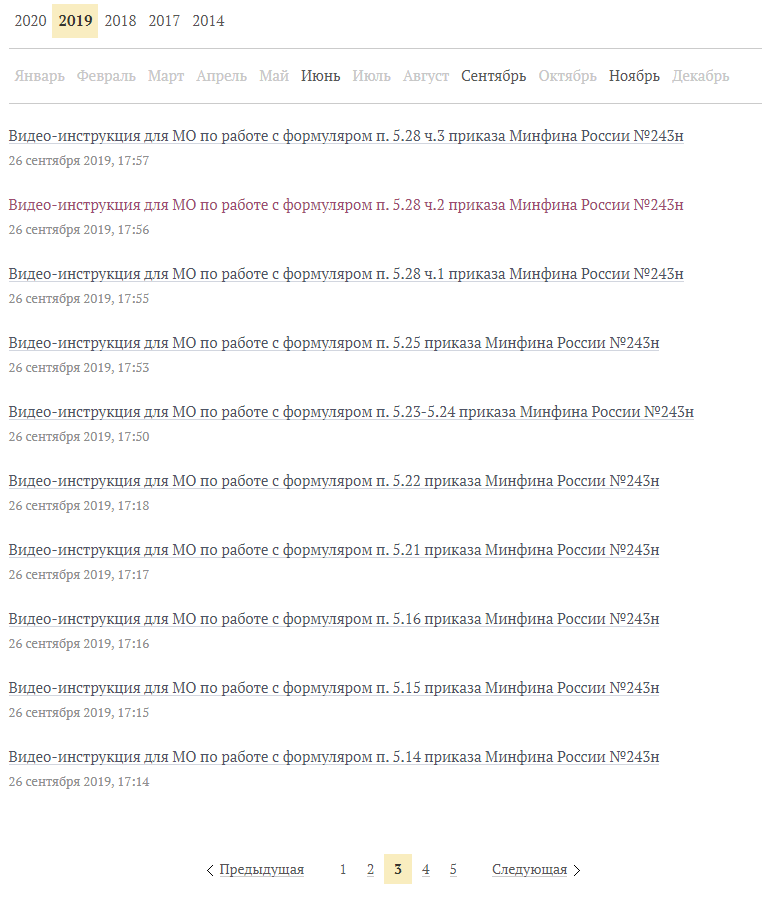 2020 2019 2018 2017 2014
Январь Февраль Март Апрель Май Июнь Июль Август Сентябрь Октябрь Ноябрь Декабрь
Видео-инструкция для МО по работе с формуляром п. 5.28 ч.3 приказа Минфина России №243н
26 сентября 2019, 17:57
Видео-инструкция для МО по работе с формуляром п. 5.28 ч.2 приказа Минфина России №243н
26 сентября 2019, 17:56
Видео-инструкция для МО по работе с формуляром п. 5.28 ч.1 приказа Минфина России №243н
26 сентября 2019, 17:55
Видео-инструкция для МО по работе с формуляром п. 5.25 приказа Минфина России №243н
26 сентября 2019, 17:53
Видео-инструкция для МО по работе с формуляром п. 5.23-5.24 приказа Минфина России №243н
26 сентября 2019, 17:50
Видео-инструкция для МО по работе с формуляром п. 5.22 приказа Минфина России №243н
26 сентября 2019, 17:18
Видео-инструкция для МО по работе с формуляром п. 5.21 приказа Минфина России №243н
26 сентября 2019, 17:17
Видео-инструкция для МО по работе с формуляром п. 5.16 приказа Минфина России №243н
26 сентября 2019, 17:16
Видео-инструкция для МО по работе с формуляром п. 5.15 приказа Минфина России №243н
26 сентября 2019, 17:15
Видео-инструкция для МО по работе с формуляром п. 5.14 приказа Минфина России №243н
26 сентября 2019, 17:14
Предыдущая 1 2 3 4 5 Следующая